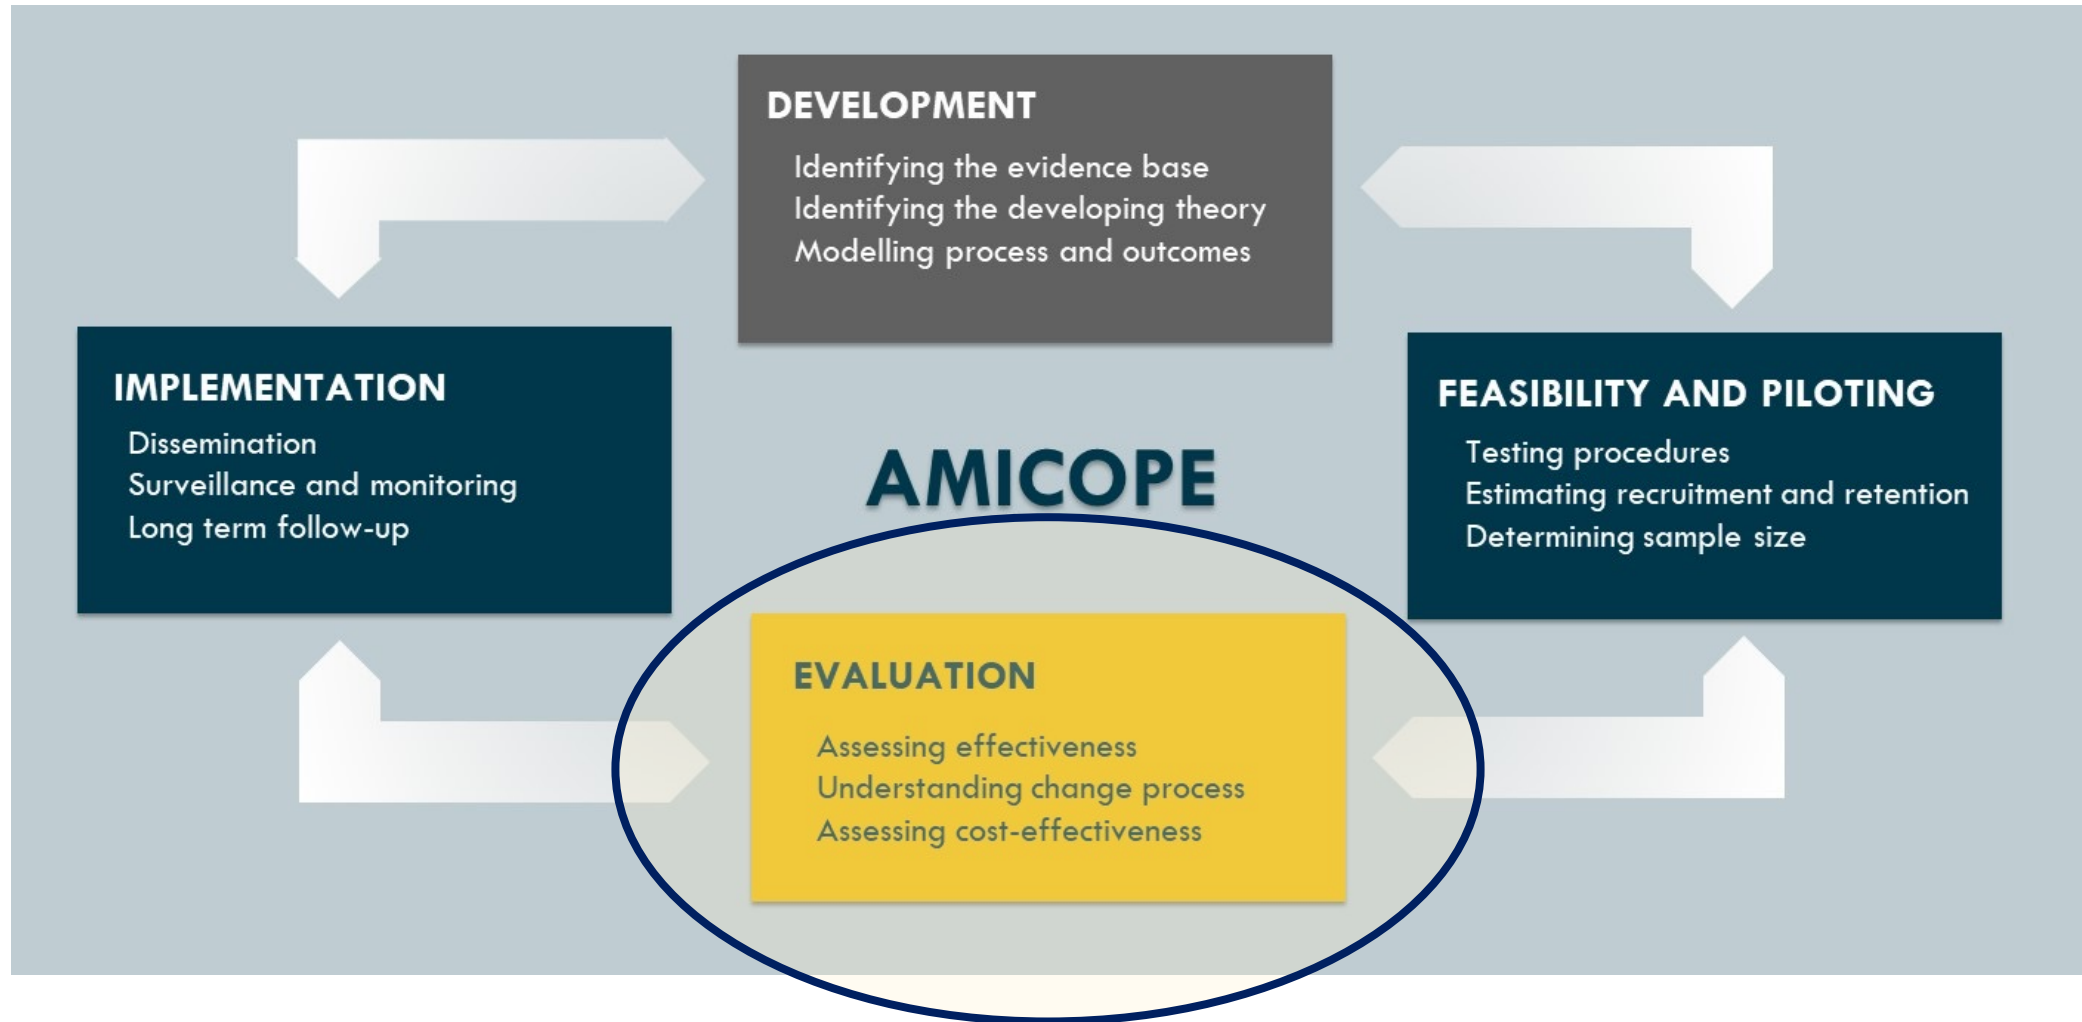 DEVELOPMENT
Identifying the evidence base
Identifying the developing theory
Modelling process and outcomes
IMPLEMENTATION
Dissemination
Surveillance and monitoring
Long term follow-up
AMICOPE
FEASIBILITY AND PILOTING
Testing procedures
Estimating recruitment and retention
Determining sample size
EVALUATION
Assessing effectiveness
Understanding change process
Assessing cost-effectiveness